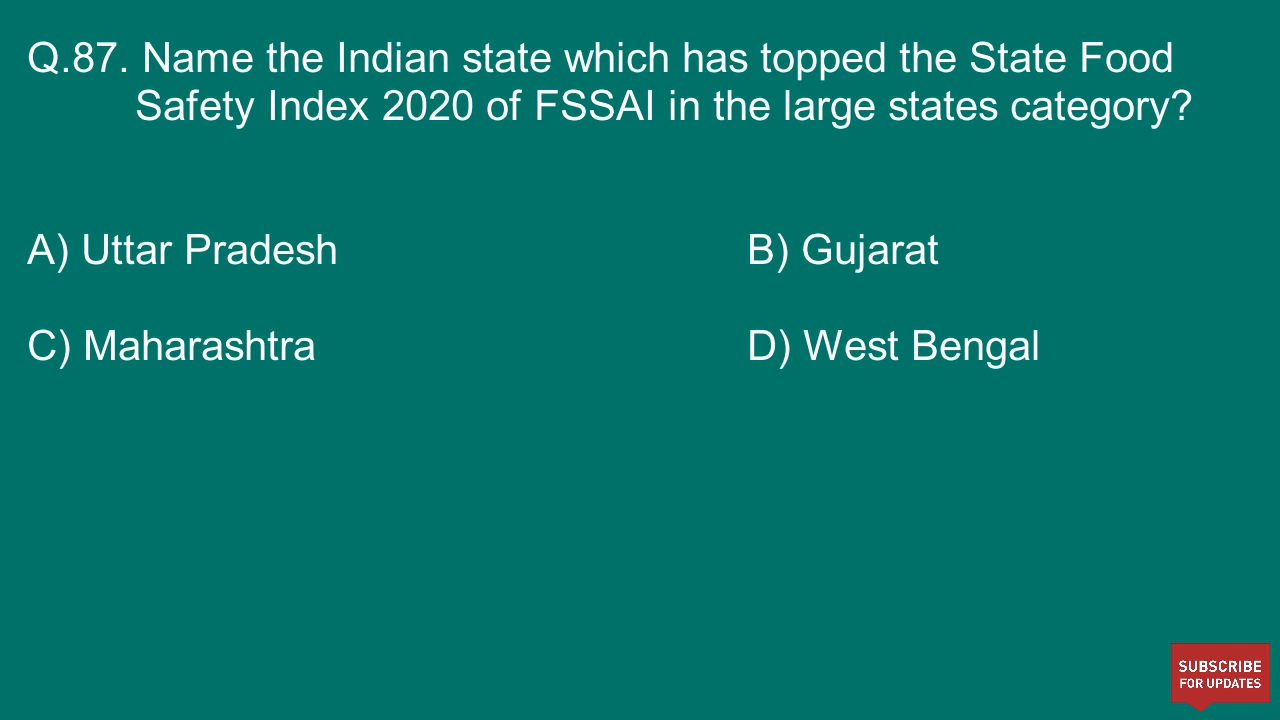 Q.87. Name the Indian state which has topped the State Food
Safety Index 2020 of FSSAI in the large states category?
A) Uttar Pradesh
B) Gujarat
C) Maharashtra
D) West Bengal
SUBSCRIBE
FOR UPDATES